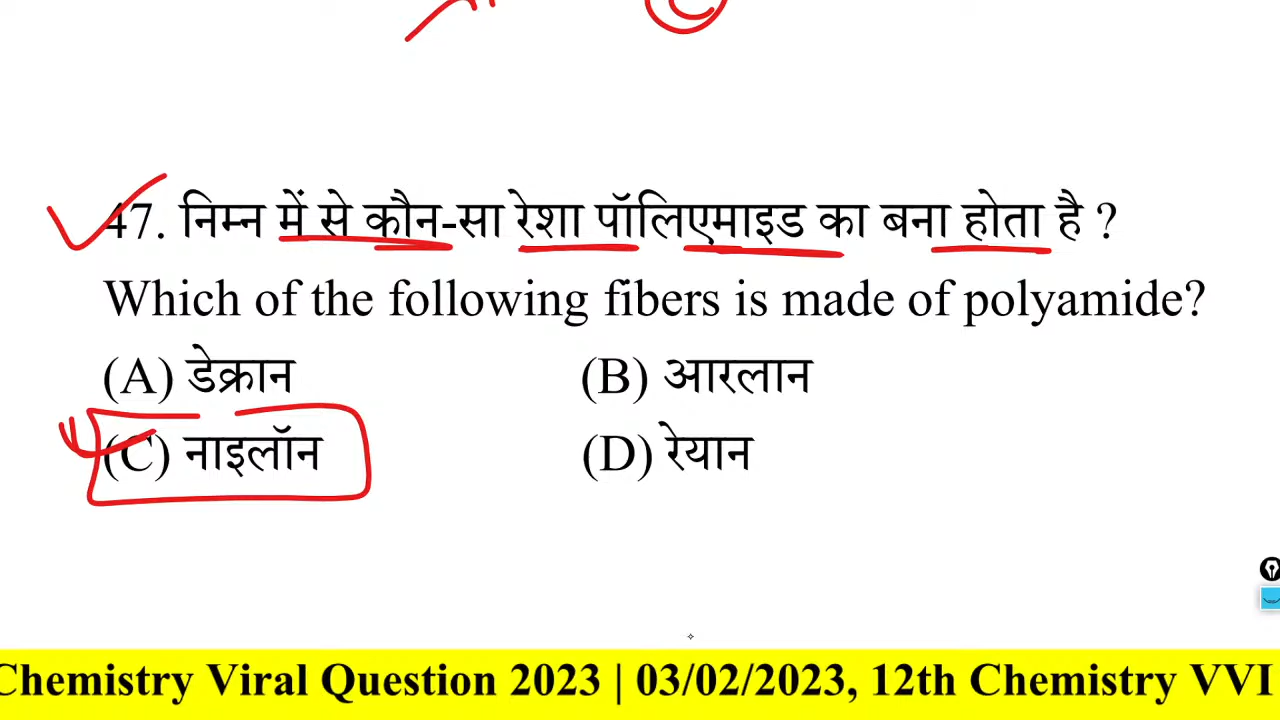 47. निम्न में से कौन-सा रेशा पॉलिएमाइड का बना होता है ?
Which of the following fibers is made of polyamide?
(A) डेक्रान (B) आरलान
(C) नाइलॉन (D) रेयान
Chemistry Viral Question 2023 | 03/02/2023, 12th Chemistry VVI